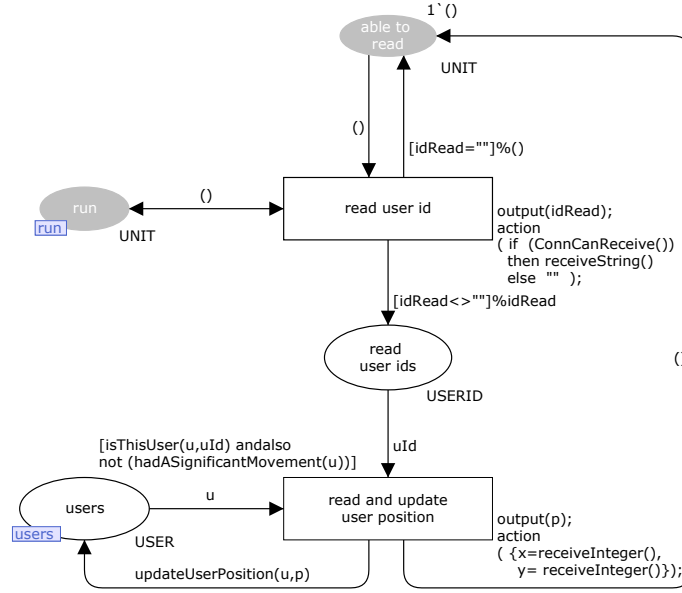 1`()
able to
read
UNIT
()
[idRead=""]%()
run
()
read user id
run
UNIT
output(idRead);
action
( if (ConnCanReceive())
then receiveString()
else "" );
[idRead<>""]%idRead
read
user ids
()
USERID
[isThisUser(u,uId) andalso
not (hadASignificantMovement(u))]
uId
users
u
read and update
user position
users
USER
output(p);
action
( {x=receiveInteger(),
y= receiveInteger()});
updateUserPosition(u,p)